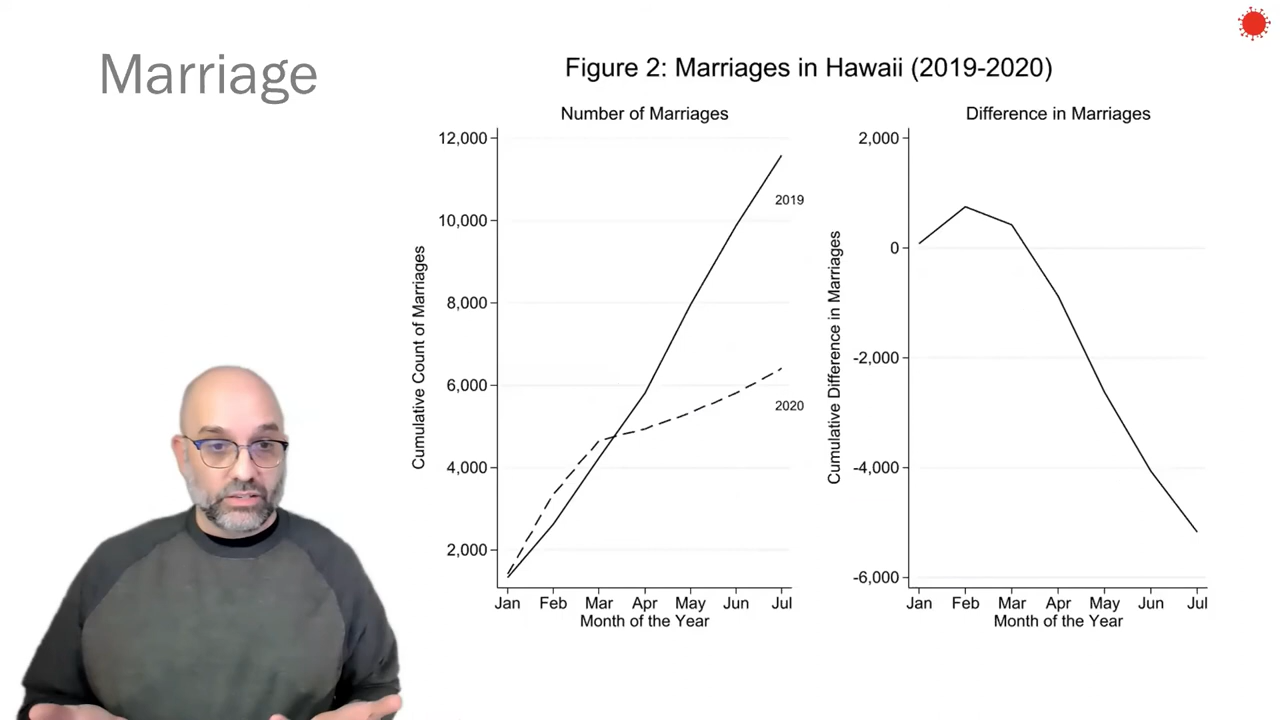 Marriage
Figure 2: Marriages in Hawaii (2019-2020)
Number of Marriages
Cumulative Count of Marriages
12,000
10,000
8,000
6,000
4,000
2,000
2019
2020
Jan Feb Mar Apr May Jun Jul
Month of the Year
Difference in Marriages
Cumulative Difference in Marriages
2,000
0
-2,000
-4,000
-6,000
Jan Feb Mar Apr May Jun Jul
Month of the Year